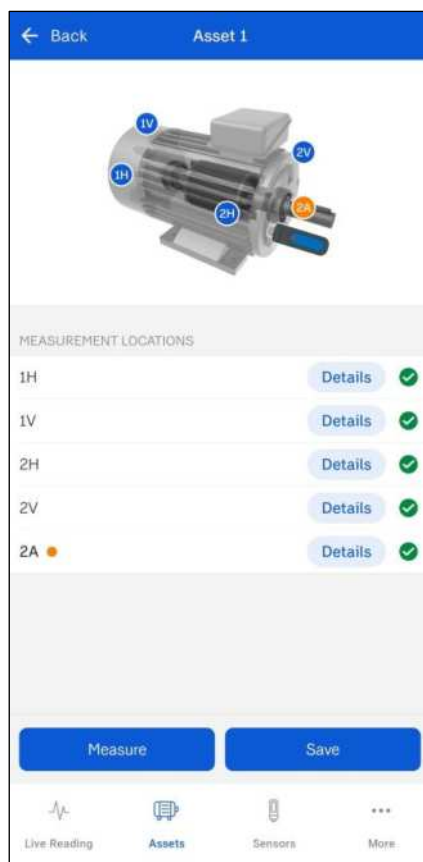 Back Asset 1
1V
2V
1H
2H
2A
MEASUREMENT LOCATIONS
1H Details
1V Details
2H Details
2V Details
2A Details
Measure Save
Live Reading Assets Sensors More